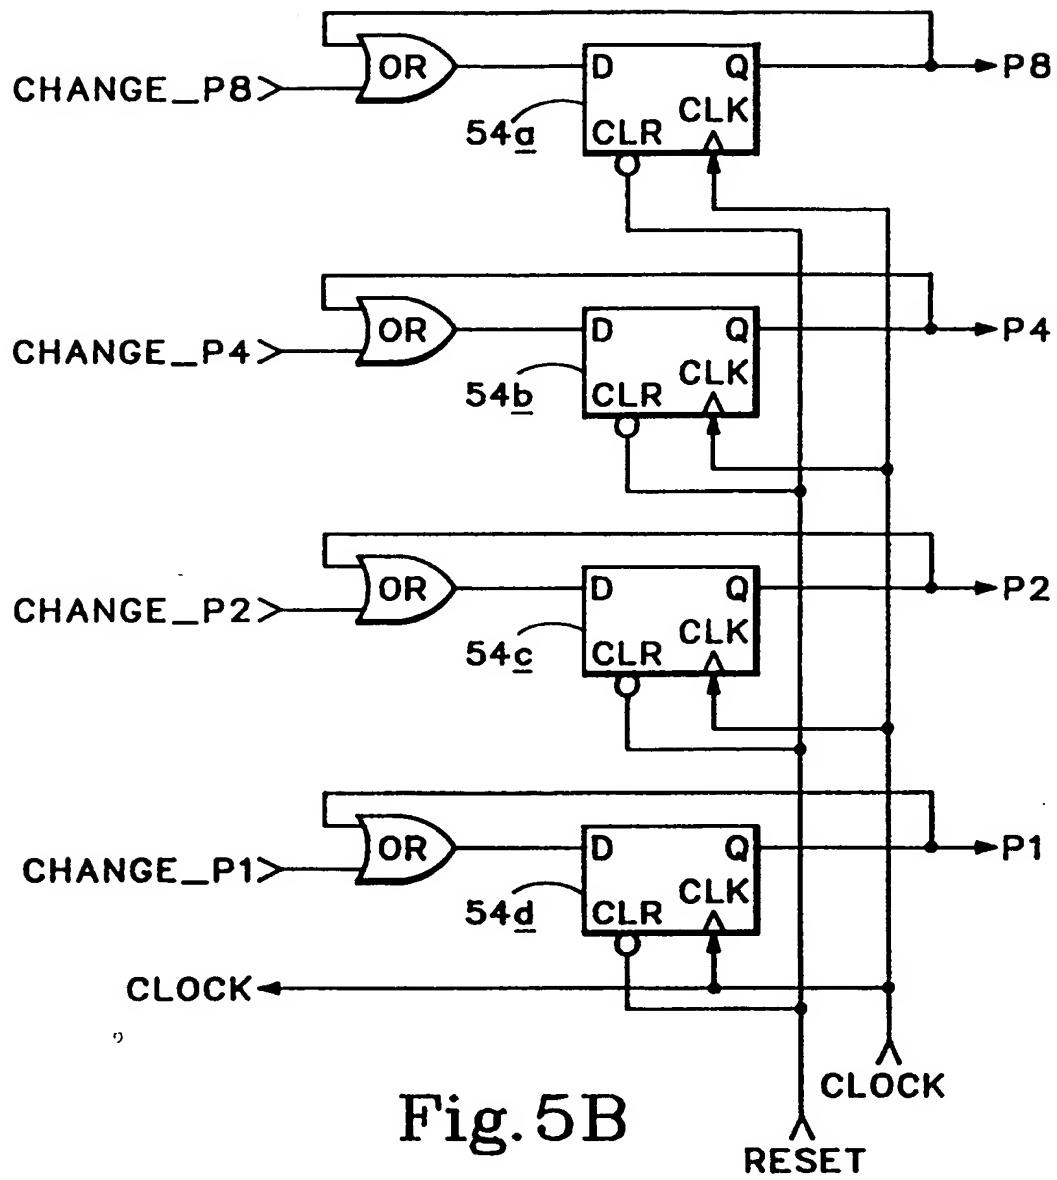 OR
D Q
P8
CHANGE_P8
CLK
54a
CLR
OR
D Q
P4
CHANGE_P4
CLK
54b
CLR
OR
D Q
P2
CHANGE_P2
CLK
54c
CLR
OR
D Q
P1
CHANGE_P1
CLK
54d
CLR
CLOCK
CLOCK
Fig. 5B
RESET